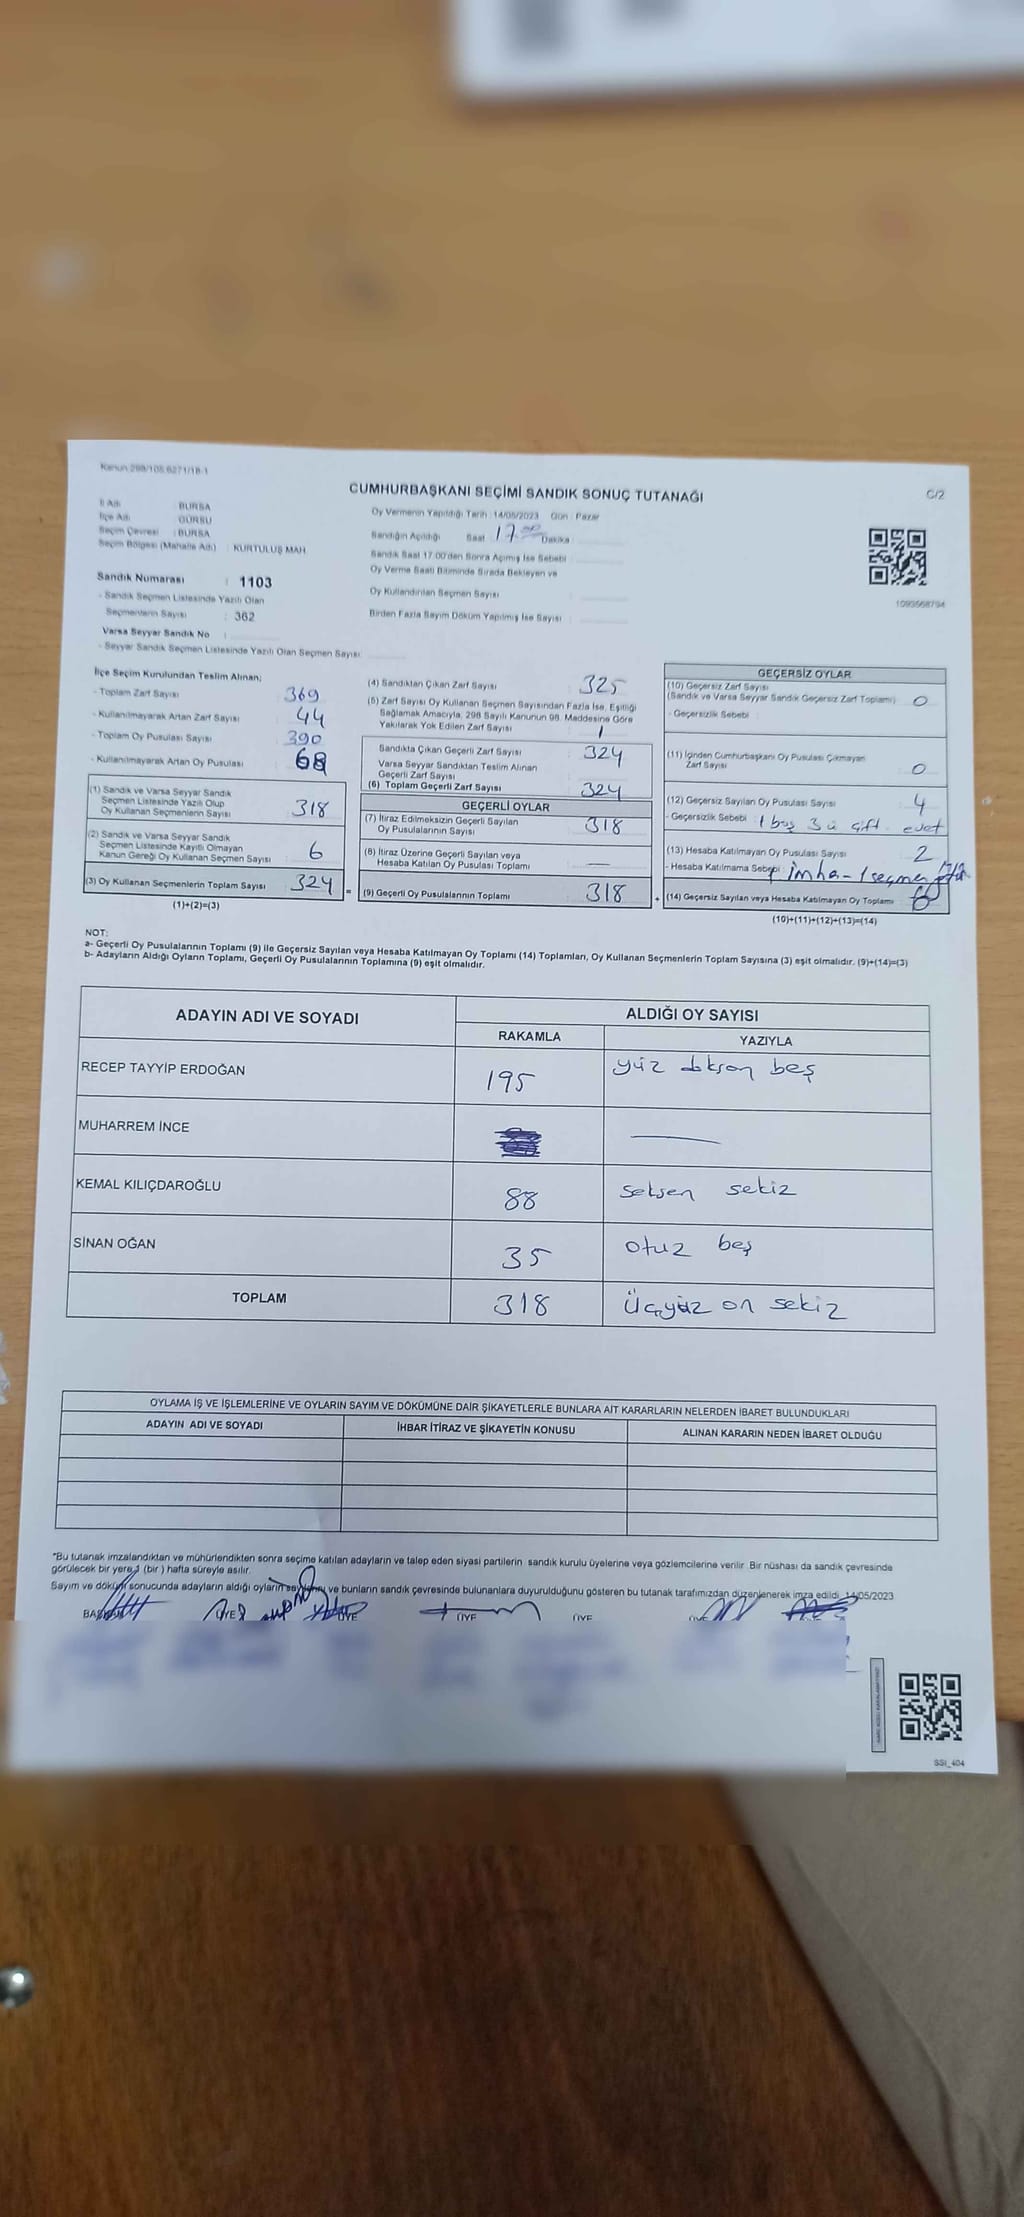 Kanun:298/105,6271/18-1
CUMHURBAŞKANI SEÇİMİ SANDIK SONUÇ TUTANAĞI
C/2
İl Adı : BURSA
İlçe Adı : GÜRSU
Seçim Çevresi : BURSA
Seçim Bölgesi (Mahalle Adı) : KURTULUŞ MAH.
Sandık Numarası : 1103
- Sandık Seçmen Listesinde Yazılı Olan
Seçmenlerin Sayısı : 362
Varsa Seyyar Sandık No :
- Seyyar Sandık Seçmen Listesinde Yazılı Olan Seçmen Sayısı:
Oy Vermenin Yapıldığı Tarih : 14/05/2023 Gün : Pazar
Sandığın Açıldığı Saat 17 00 Dakika
Sandık Saat 17.00'den Sonra Açılmış İse Sebebi
Oy Verme Saati Bitiminde Sırada Bekleyen ve
Oy Kullandırılan Seçmen Sayısı
Birden Fazla Sayım Döküm Yapılmış İse Sayısı :
1093568794
İlçe Seçim Kurulundan Teslim Alınan;
- Toplam Zarf Sayısı 369
- Kullanılmayarak Artan Zarf Sayısı 44
- Toplam Oy Pusulası Sayısı 390
- Kullanılmayarak Artan Oy Pusulası
(1) Sandık ve Varsa Seyyar Sandık
Seçmen Listesinde Yazılı Olup
Oy Kullanan Seçmenlerin Sayısı 318
(2) Sandık ve Varsa Seyyar Sandık
Seçmen Listesinde Kayıtlı Olmayan
Kanun Gereği Oy Kullanan Seçmen Sayısı 6
(3) Oy Kullanan Seçmenlerin Toplam Sayısı 324
(1)+(2)=(3)
(4) Sandıktan Çıkan Zarf Sayısı 325
(5) Zarf Sayısı Oy Kullanan Seçmen Sayısından Fazla İse, Eşitliği
Sağlamak Amacıyla, 298 Sayılı Kanunun 98. Maddesine Göre
Yakılarak Yok Edilen Zarf Sayısı 1
Sandıkta Çıkan Geçerli Zarf Sayısı 324
Varsa Seyyar Sandıktan Teslim Alınan
Geçerli Zarf Sayısı
(6) Toplam Geçerli Zarf Sayısı 324
GEÇERLİ OYLAR
(7) İtiraz Edilmeksizin Geçerli Sayılan
Oy Pusulalarının Sayısı 318
(8) İtiraz Üzerine Geçerli Sayılan veya
Hesaba Katılan Oy Pusulası Toplamı —
= (9) Geçerli Oy Pusulalarının Toplamı 318
GEÇERSİZ OYLAR
(10) Geçersiz Zarf Sayısı
(Sandık ve Varsa Seyyar Sandık Geçersiz Zarf Toplamı) 0
- Geçersizlik Sebebi :
(11) İçinden Cumhurbaşkanı Oy Pusulası Çıkmayan
Zarf Sayısı 0
(12) Geçersiz Sayılan Oy Pusulası Sayısı 4
- Geçersizlik Sebebi 1 boş 3 ü çift evet
(13) Hesaba Katılmayan Oy Pusulası Sayısı 2
- Hesaba Katılmama Sebebi imha - 1 seçmen
+ (14) Geçersiz Sayılan veya Hesaba Katılmayan Oy Toplamı 6
(10)+(11)+(12)+(13)=(14)
NOT:
a- Geçerli Oy Pusulalarının Toplamı (9) ile Geçersiz Sayılan veya Hesaba Katılmayan Oy Toplamı (14) Toplamları, Oy Kullanan Seçmenlerin Toplam Sayısına (3) eşit olmalıdır. (9)+(14)=(3)
b- Adayların Aldığı Oyların Toplamı, Geçerli Oy Pusulalarının Toplamına (9) eşit olmalıdır.
ADAYIN ADI VE SOYADI
ALDIĞI OY SAYISI
RAKAMLA YAZIYLA
RECEP TAYYİP ERDOĞAN 195 yüz doksan beş
MUHARREM İNCE —
KEMAL KILIÇDAROĞLU 88 seksen sekiz
SİNAN OĞAN 35 otuz beş
TOPLAM 318 Üçyüz on sekiz
OYLAMA İŞ VE İŞLEMLERİNE VE OYLARIN SAYIM VE DÖKÜMÜNE DAİR ŞİKAYETLERLE BUNLARA AİT KARARLARIN NELERDEN İBARET BULUNDUKLARI
ADAYIN ADI VE SOYADI İHBAR İTİRAZ VE ŞİKAYETİN KONUSU ALINAN KARARIN NEDEN İBARET OLDUĞU
*Bu tutanak imzalandıktan ve mühürlendikten sonra seçime katılan adayların ve talep eden siyasi partilerin sandık kurulu üyelerine veya gözlemcilerine verilir. Bir nüshası da sandık çevresinde
görülecek bir yere 1 (bir ) hafta süreyle asılır.
Sayım ve döküm sonucunda adayların aldığı oyların sayısını ve bunların sandık çevresinde bulunanlara duyurulduğunu gösteren bu tutanak tarafımızdan düzenlenerek imza edildi. 14/05/2023
BAŞKAN ÜYE ÜYE ÜYE ÜYE
SSI_404